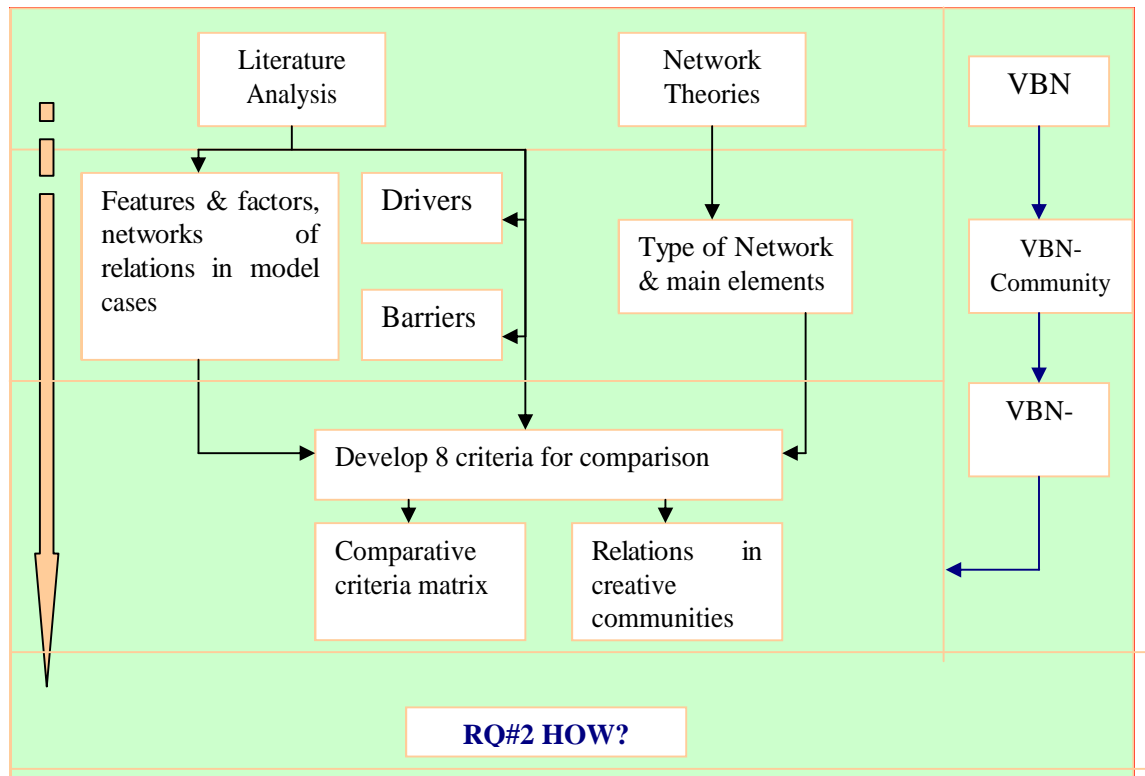 Literature
Analysis
Network
Theories
VBN
Features & factors,
networks of
relations in model
cases
Drivers
Barriers
Type of Network
& main elements
VBN-
Community
VBN-
Develop 8 criteria for comparison
Comparative
criteria matrix
Relations in
creative
communities
RQ#2 HOW?